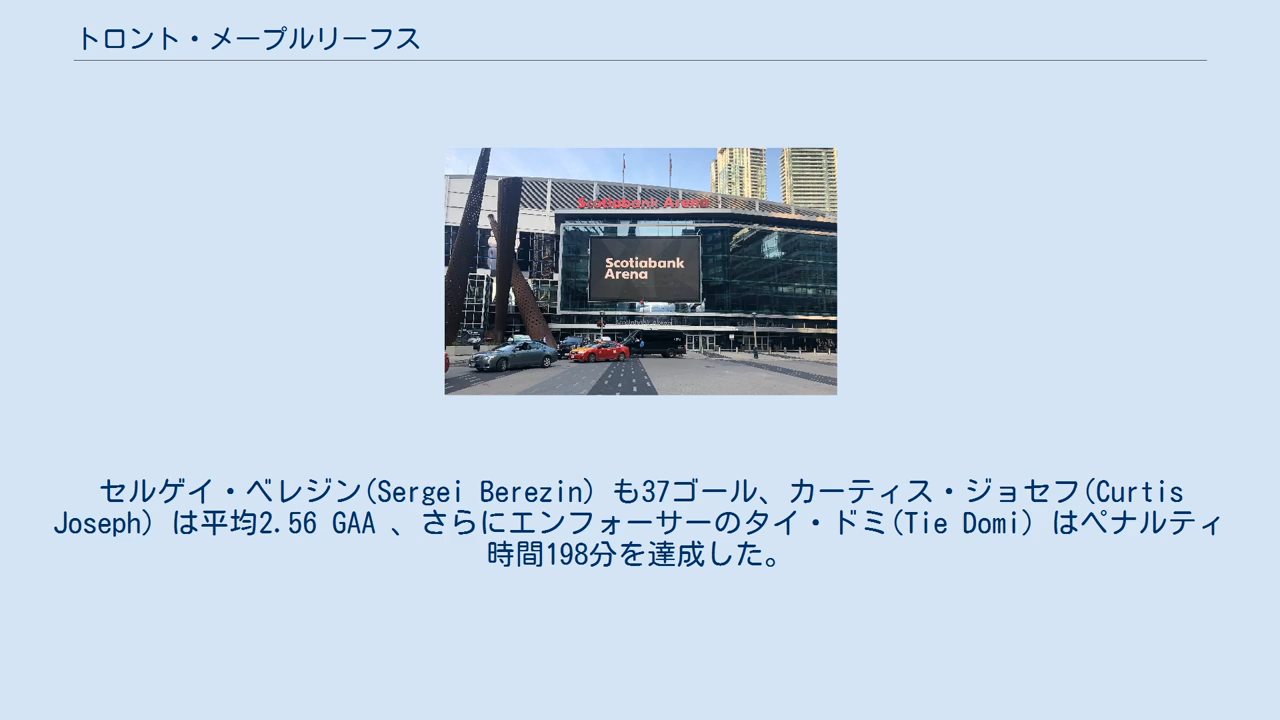 トロント・メープルリーフス
Scotiabank Arena
Scotiabank
Arena
セルゲイ・ベレジン(Sergei Berezin) も37ゴール、カーティス・ジョセフ(Curtis
Joseph) は平均2.56 GAA 、さらにエンフォーサーのタイ・ドミ(Tie Domi) はペナルティ
時間198分を達成した。